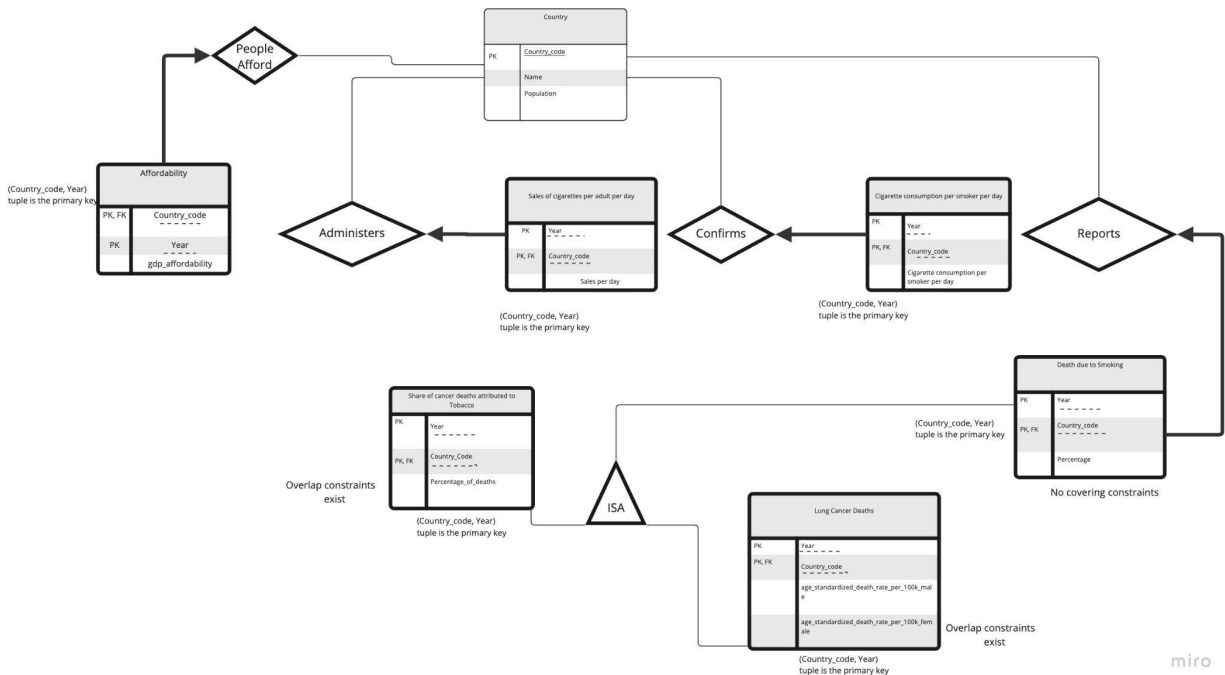 Country
PK
Country_code
Name
Population
People
Afford
Affordability
(Country_code, Year)
tuple is the primary key
PK, FK
Country_code
PK
Year
gdp_affordability
Administers
Sales of cigarettes per adult per day
PK
Year
PK, FK
Country_code
Sales per day
(Country_code, Year)
tuple is the primary key
Confirms
Cigarette consumption per smoker per day
PK
Year
PK, FK
Country_code
Cigarette consumption per
smoker per day
(Country_code, Year)
tuple is the primary key
Reports
Death due to Smoking
PK
Year
PK, FK
Country_code
Percentage
(Country_code, Year)
tuple is the primary key
No covering constraints
Share of cancer deaths attributed to
Tobacco
PK
Year
PK, FK
Country_Code
Percentage_of_deaths
Overlap constraints
exist
(Country_code, Year)
tuple is the primary key
ISA
Lung Cancer Deaths
PK
Year
PK, FK
Country_code
age_standardized_death_rate_per_100k_mal
e
age_standardized_death_rate_per_100k_fem
ale
Overlap constraints
exist
(Country_code, Year)
tuple is the primary key
miro